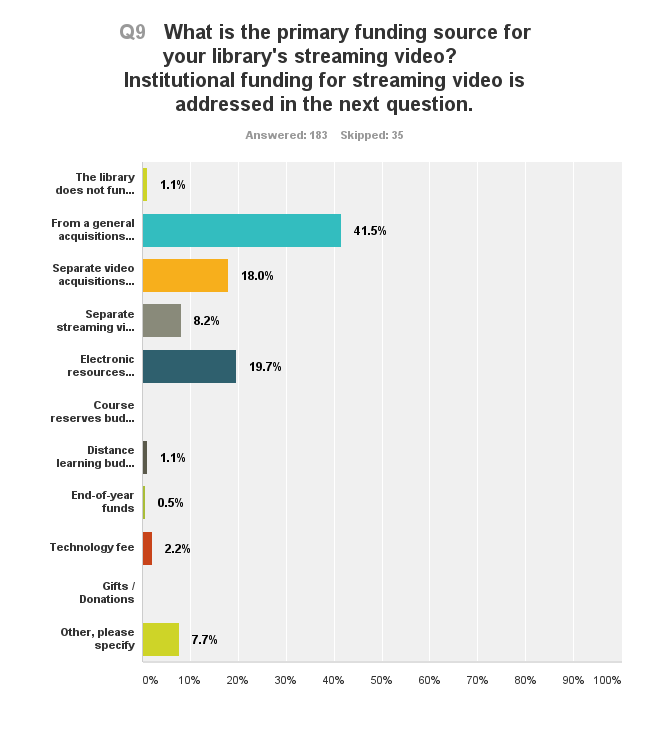 Q9 What is the primary funding source for
your library's streaming video?
Institutional funding for streaming video is
addressed in the next question.
Answered: 183 Skipped: 35
The library
does not fun...
1.1%
From a general
acquisitions...
41.5%
Separate video
acquisitions...
18.0%
Separate
streaming vi...
8.2%
Electronic
resources...
19.7%
Course
reserves bud...
Distance
learning bud...
1.1%
End-of-year
funds
0.5%
Technology fee
2.2%
Gifts /
Donations
Other, please
specify
7.7%
0% 10% 20% 30% 40% 50% 60% 70% 80% 90% 100%